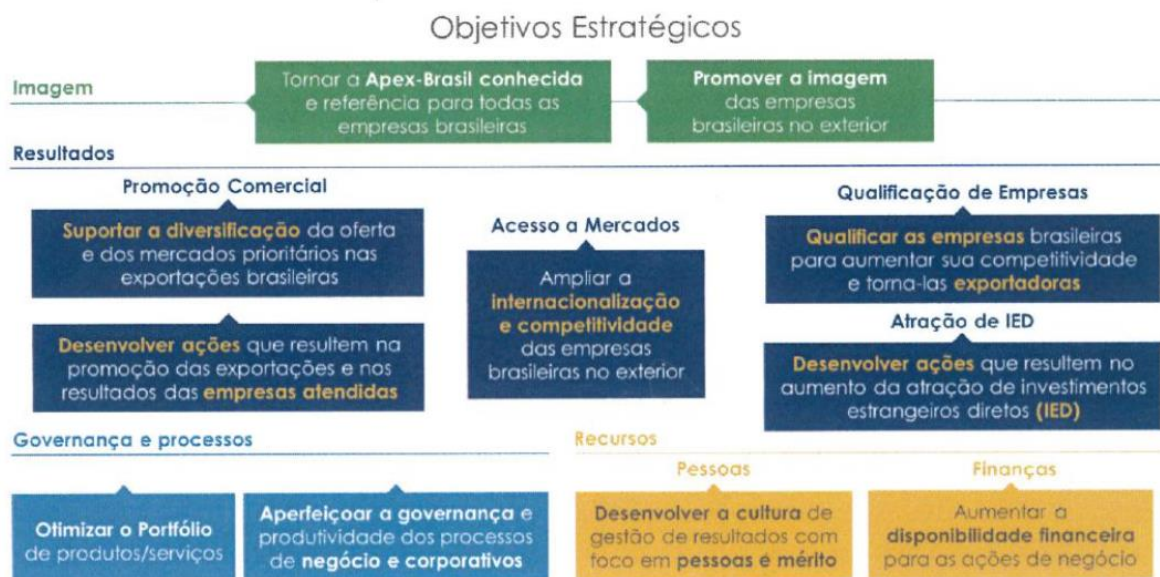 Objetivos Estratégicos
Imagem
Tornar a Apex-Brasil conhecida
e referência para todas as
empresas brasileiras
Promover a imagem
das empresas
brasileiras no exterior
Resultados
Promoção Comercial
Suportar a diversificação da oferta
e dos mercados prioritários nas
exportações brasileiras
Desenvolver ações que resultem na
promoção das exportações e nos
resultados das empresas atendidas
Acesso a Mercados
Ampliar a
internacionalização
e competitividade
das empresas
brasileiras no exterior
Qualificação de Empresas
Qualificar as empresas brasileiras
para aumentar sua competitividade
e torna-las exportadoras
Atração de IED
Desenvolver ações que resultem no
aumento da atração de investimentos
estrangeiros diretos (IED)
Governança e processos
Otimizar o Portfólio
de produtos/serviços
Aperfeiçoar a governança e
produtividade dos processos
de negócio e corporativos
Recursos
Pessoas
Desenvolver a cultura de
gestão de resultados com
foco em pessoas e mérito
Finanças
Aumentar a
disponibilidade financeira
para as ações de negócio